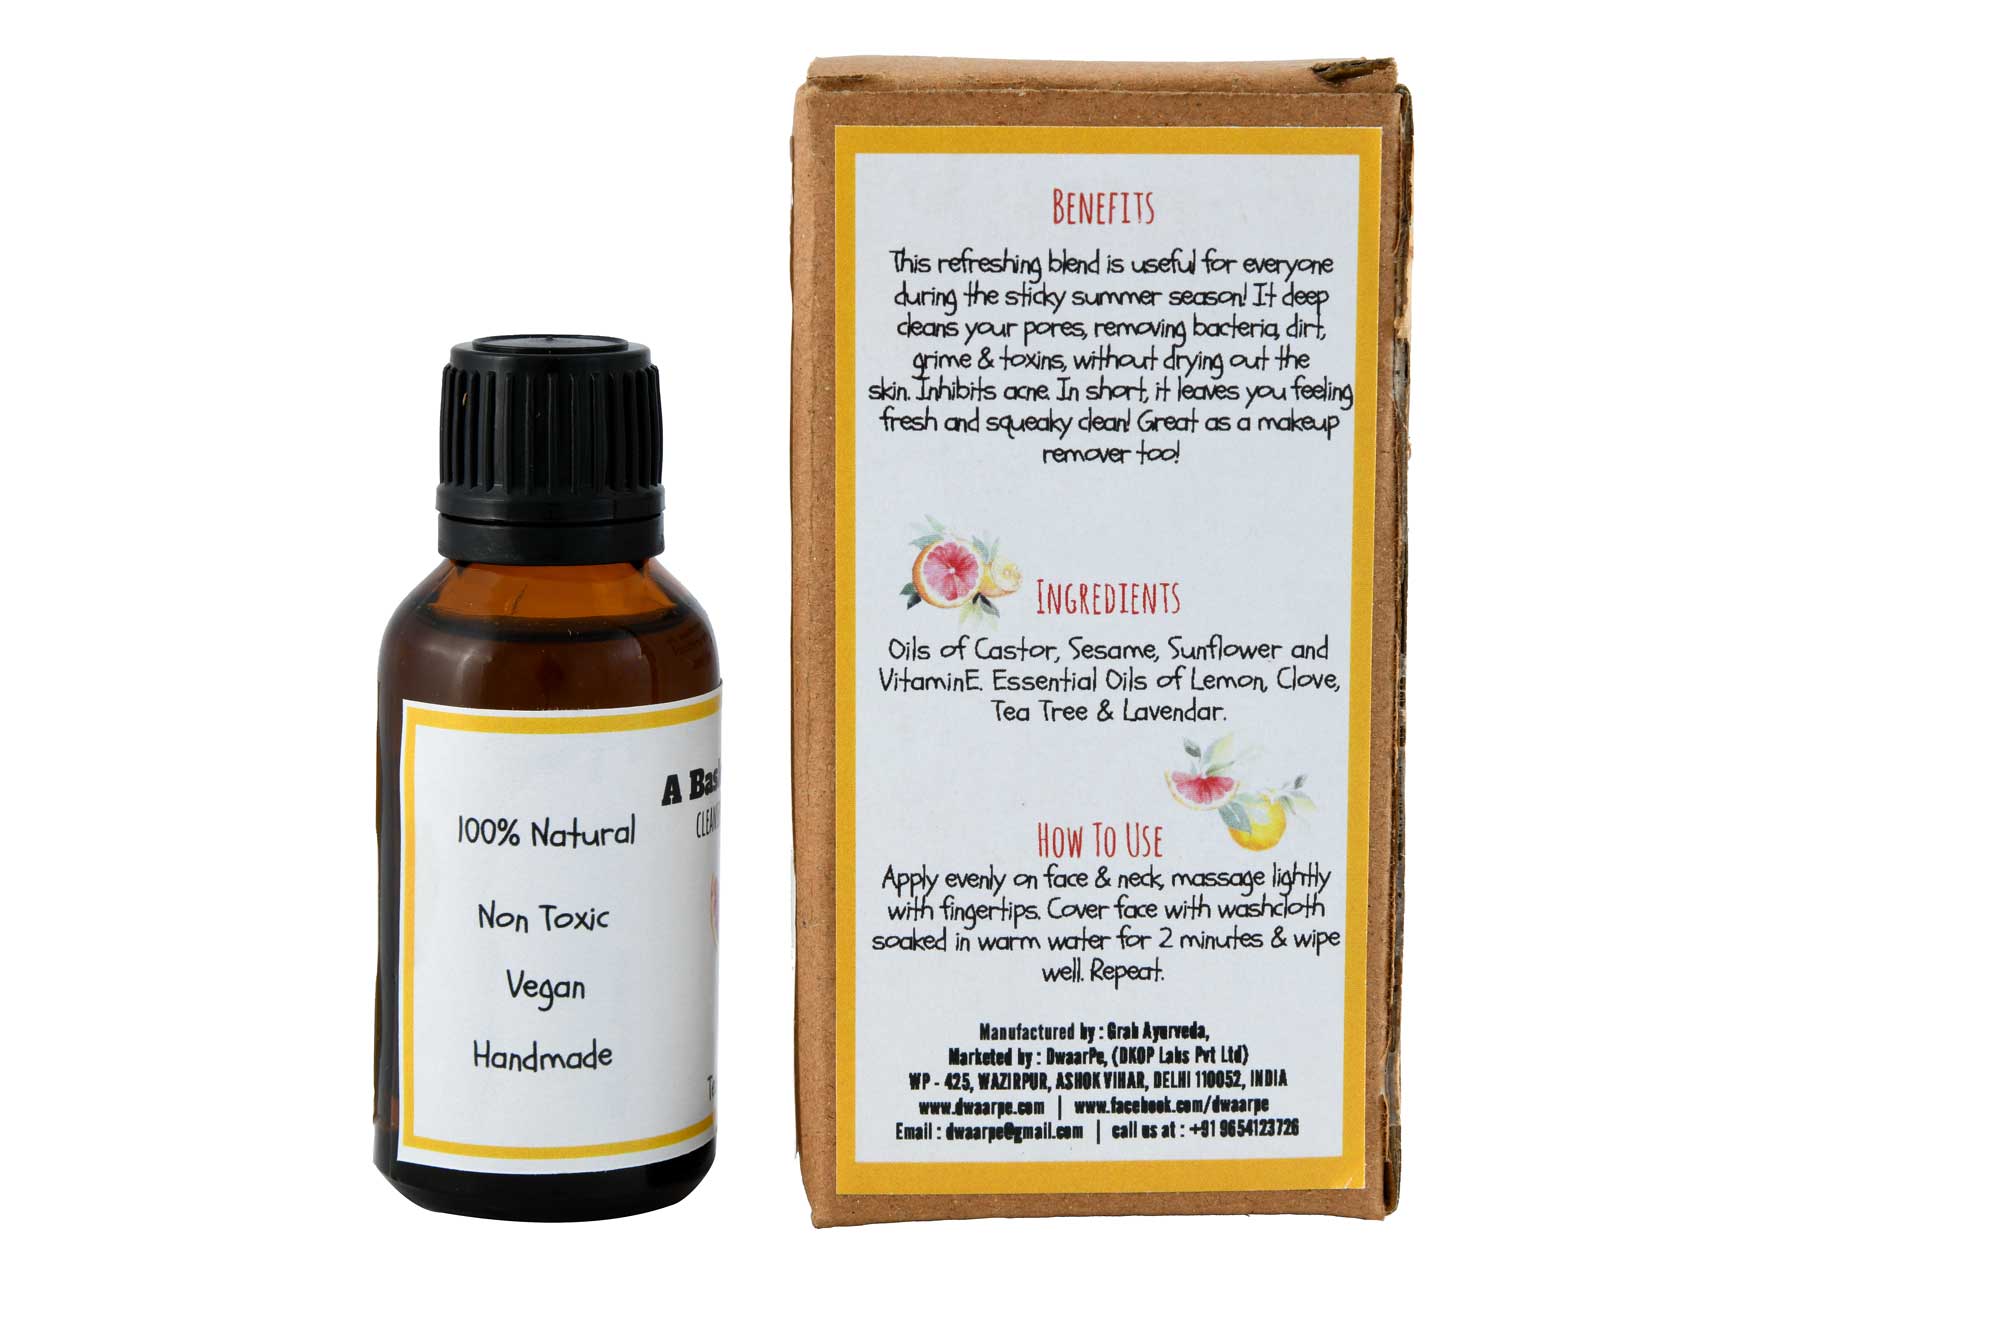 A Bas
CLEAN
100% Natural
Non Toxic
Vegan
Handmade
BENEFITS
This refreshing blend is useful for everyone
during the sticky summer season! It deep
cleans your pores, removing bacteria, dirt,
grime & toxins, without drying out the
skin. Inhibits acne. In short, it leaves you feeling
fresh and squeaky clean! Great as a makeup
remover too!
INGREDIENTS
Oils of Castor, Sesame, Sunflower and
VitaminE. Essential Oils of Lemon, Clove,
Tea Tree & Lavendar.
HOW TO USE
Apply evenly on face & neck, massage lightly
with fingertips. Cover face with washcloth
soaked in warm water for 2 minutes & wipe
well. Repeat.
Manufactured by : Grah Ayurveda,
Marketed by : DwaarPe, (DKOP Labs Pvt Ltd)
WP - 425, WAZIRPUR, ASHOK VIHAR, DELHI 110052, INDIA
www.dwaarpe.com | www.facebook.com/dwaarpe
Email : dwaarpe@gmail.com | call us at : +91 9654123726